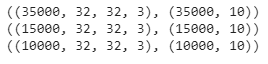 ((35000, 32, 32, 3), (35000, 10))
((15000, 32, 32, 3), (15000, 10))
((10000, 32, 32, 3), (10000, 10))